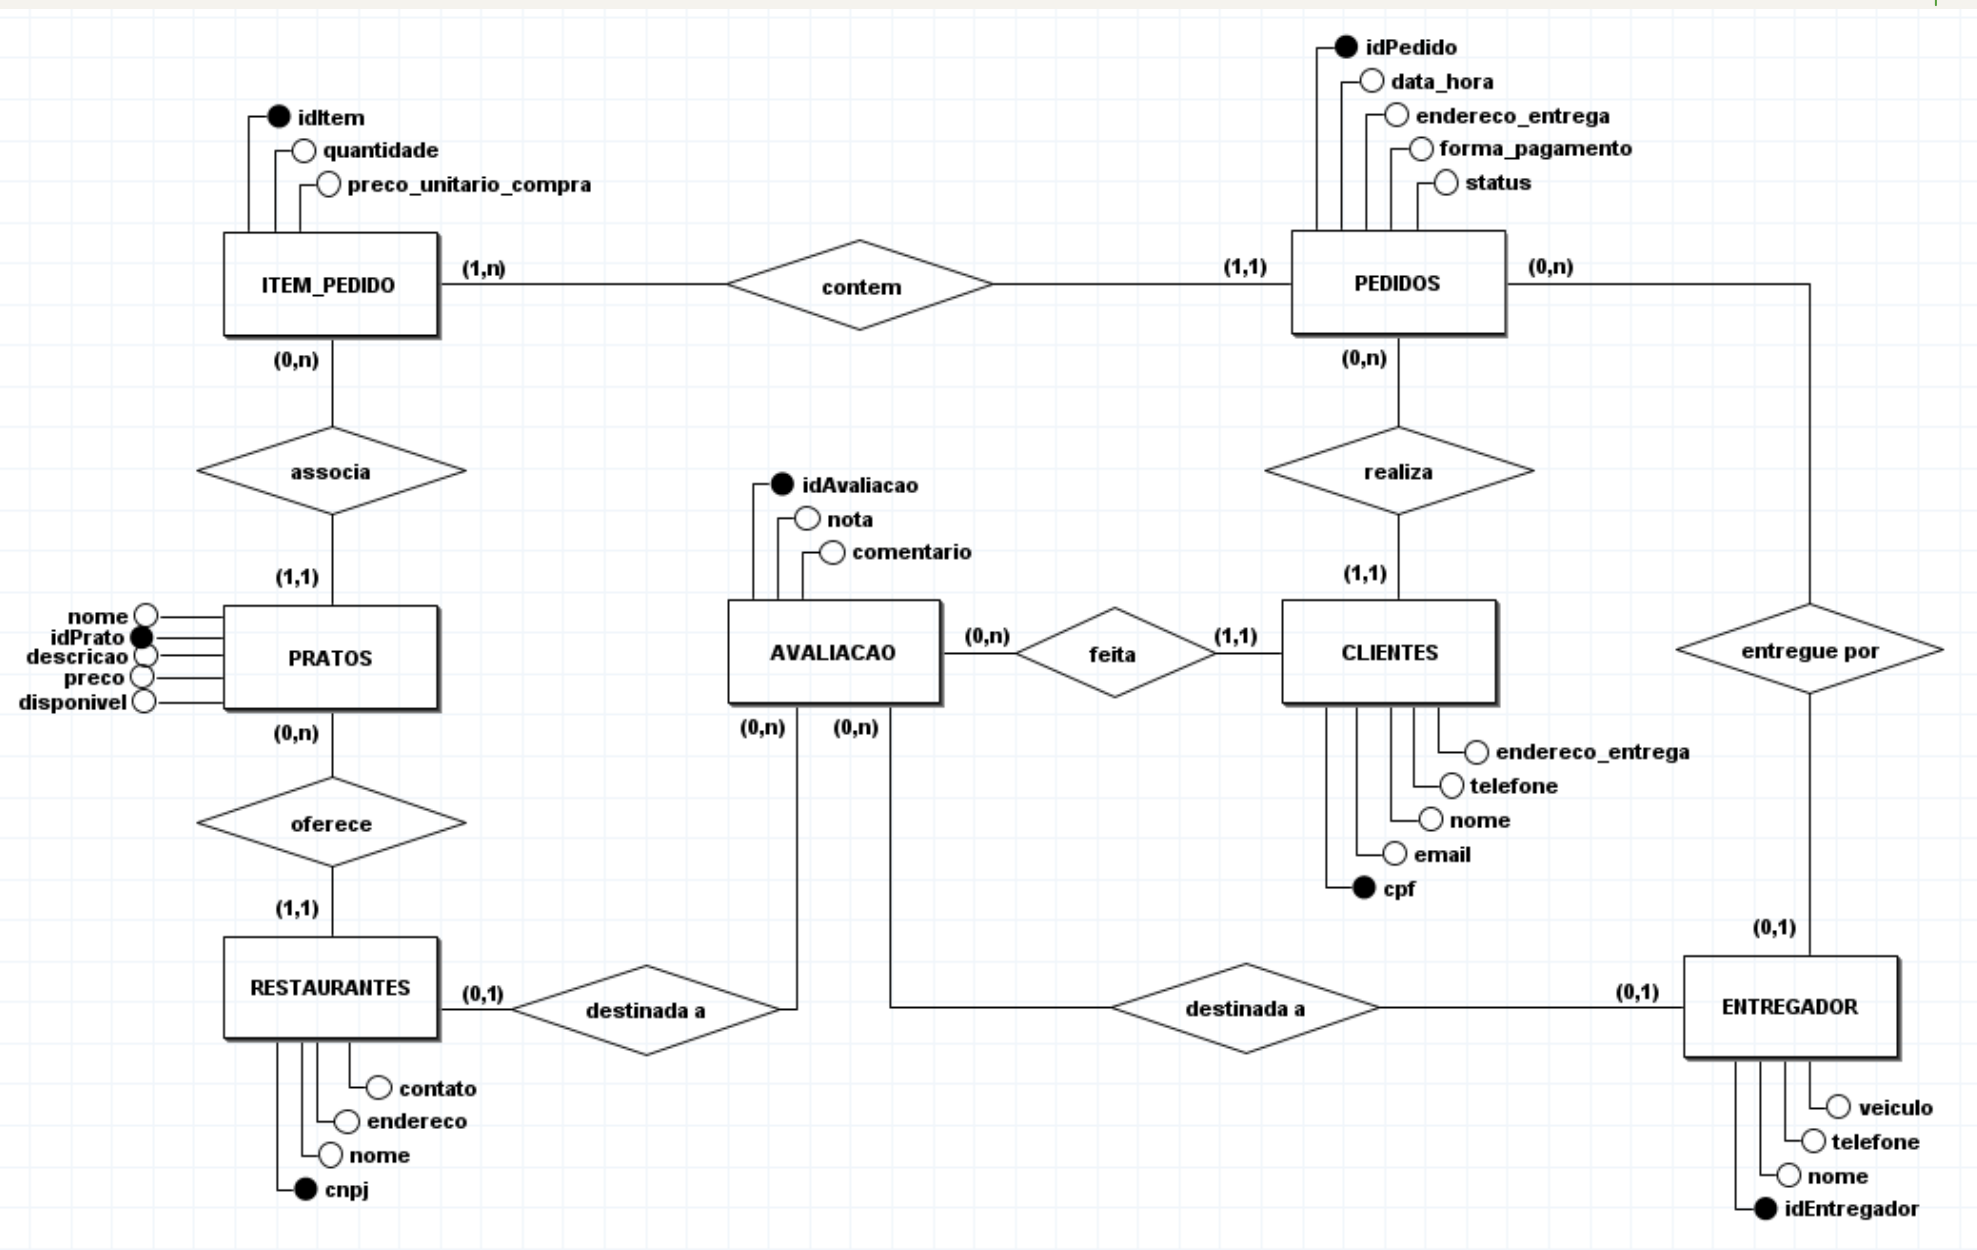 idPedido
data_hora
endereco_entrega
forma_pagamento
status
idItem
quantidade
preco_unitario_compra
ITEM_PEDIDO
(1,n)
contem
(1,1)
PEDIDOS
(0,n)
(0,n)
(0,n)
associa
realiza
idAvaliacao
nota
comentario
(1,1)
(1,1)
nome
idPrato
descricao
preco
disponivel
PRATOS
AVALIACAO
(0,n)
feita
(1,1)
CLIENTES
entregue por
(0,n)
(0,n)
(0,n)
endereco_entrega
telefone
nome
email
cpf
oferece
(1,1)
(0,1)
RESTAURANTES
(0,1)
destinada a
destinada a
(0,1)
ENTREGADOR
contato
endereco
nome
cnpj
veiculo
telefone
nome
idEntregador